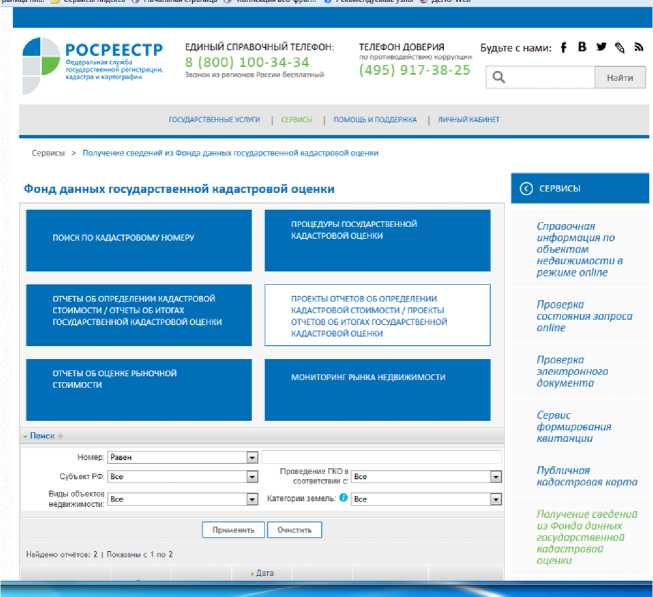 РОСРЕЕСТР
Федеральная служба
государственной регистрации,
кадастра и картографии
ЕДИНЫЙ СПРАВОЧНЫЙ ТЕЛЕФОН:
8 (800) 100-34-34
Звонок из регионов России бесплатный
ТЕЛЕФОН ДОВЕРИЯ
по противодействию коррупции
(495) 917-38-25
Будьте с нами:
Найти
ГОСУДАРСТВЕННЫЕ УСЛУГИ | СЕРВИСЫ | ПОМОЩЬ И ПОДДЕРЖКА | ЛИЧНЫЙ КАБИНЕТ
Сервисы > Получение сведений из Фонда данных государственной кадастровой оценки
Фонд данных государственной кадастровой оценки
ПОИСК ПО КАДАСТРОВОМУ НОМЕРУ
ПРОЦЕДУРЫ ГОСУДАРСТВЕННОЙ
КАДАСТРОВОЙ ОЦЕНКИ
ОТЧЕТЫ ОБ ОПРЕДЕЛЕНИИ КАДАСТРОВОЙ
СТОИМОСТИ / ОТЧЕТЫ ОБ ИТОГАХ
ГОСУДАРСТВЕННОЙ КАДАСТРОВОЙ ОЦЕНКИ
ПРОЕКТЫ ОТЧЕТОВ ОБ ОПРЕДЕЛЕНИИ
КАДАСТРОВОЙ СТОИМОСТИ / ПРОЕКТЫ
ОТЧЕТОВ ОБ ИТОГАХ ГОСУДАРСТВЕННОЙ
КАДАСТРОВОЙ ОЦЕНКИ
ОТЧЕТЫ ОБ ОЦЕНКЕ РЫНОЧНОЙ
СТОИМОСТИ
МОНИТОРИНГ РЫНКА НЕДВИЖИМОСТИ
Поиск
Номер: Равен
Субъект РФ: Все
Проведение ГКО в
соответствии с: Все
Виды объектов
недвижимости: Все
Категории земель: Все
Применить Очистить
Найдено отчётов: 2 | Показаны с 1 по 2
Дата
СЕРВИСЫ
Справочная
информация по
объектам
недвижимости в
режиме online
Проверка
состояния запроса
online
Проверка
электронного
документа
Сервис
формирования
квитанции
Публичная
кадастровая карта
Получение сведений
из Фонда данных
государственной
кадастровой
оценки